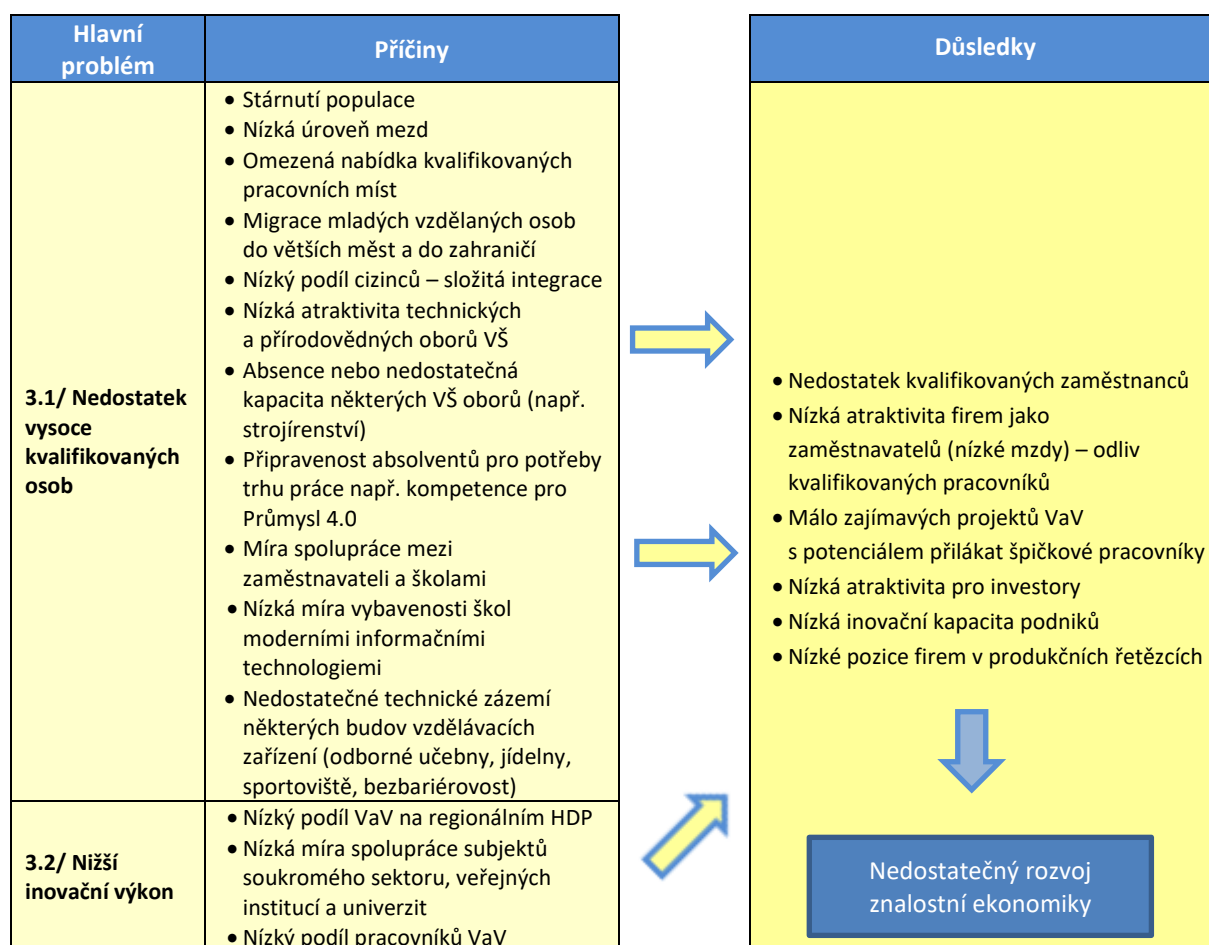 Hlavní
problém
Příčiny
3.1/ Nedostatek
vysoce
kvalifikovaných
osob
• Stárnutí populace
• Nízká úroveň mezd
• Omezená nabídka kvalifikovaných
pracovních míst
• Migrace mladých vzdělaných osob
do větších měst a do zahraničí
• Nízký podíl cizinců – složitá integrace
• Nízká atraktivita technických
a přírodovědných oborů VŠ
• Absence nebo nedostatečná
kapacita některých VŠ oborů (např.
strojírenství)
• Připravenost absolventů pro potřeby
trhu práce např. kompetence pro
Průmysl 4.0
• Míra spolupráce mezi
zaměstnavateli a školami
• Nízká míra vybavenosti škol
moderními informačními
technologiemi
• Nedostatečné technické zázemí
některých budov vzdělávacích
zařízení (odborné učebny, jídelny,
sportoviště, bezbariérovost)
3.2/ Nižší
inovační výkon
• Nízký podíl VaV na regionálním HDP
• Nízká míra spolupráce subjektů
soukromého sektoru, veřejných
institucí a univerzit
• Nízký podíl pracovníků VaV
Důsledky
• Nedostatek kvalifikovaných zaměstnanců
• Nízká atraktivita firem jako
zaměstnavatelů (nízké mzdy) – odliv
kvalifikovaných pracovníků
• Málo zajímavých projektů VaV
s potenciálem přilákat špičkové pracovníky
• Nízká atraktivita pro investory
• Nízká inovační kapacita podniků
• Nízké pozice firem v produkčních řetězcích
Nedostatečný rozvoj
znalostní ekonomiky